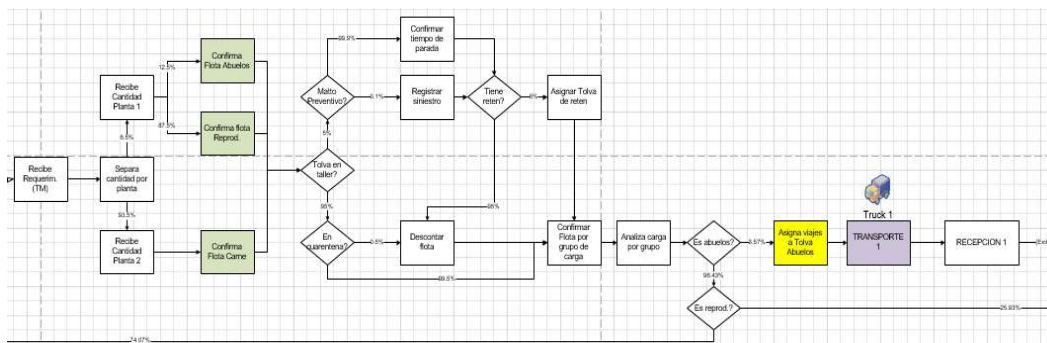 Confirmar
tiempo de
parada
99.9%
Confirma
Flota Abuelos
12.5%
Recibe
Cantidad
Planta 1
Matto
Preventivo?
0.1%
Registrar
siniestro
Tiene
reten?
Asignar Tolva
de reten
87.5%
Confirma flota
Reprod.
6.5%
5%
Recibe
Requerim.
(TM)
Separa
cantidad por
planta
Tolva en
taller?
Truck 1
93.5%
95%
95%
Recibe
Cantidad
Planta 2
Confirma
Flota Carne
En
cuarentena?
0.5%
Descontar
flota
Confirmar
Flota por
grupo de
carga
Analiza carga
por grupo
Es abuelos?
Asigna viajes
a Tolva
Abuelos
TRANSPORTE
1
RECEPCION 1
99.5%
98.43%
Es reprod.?
25.93%
74.07%